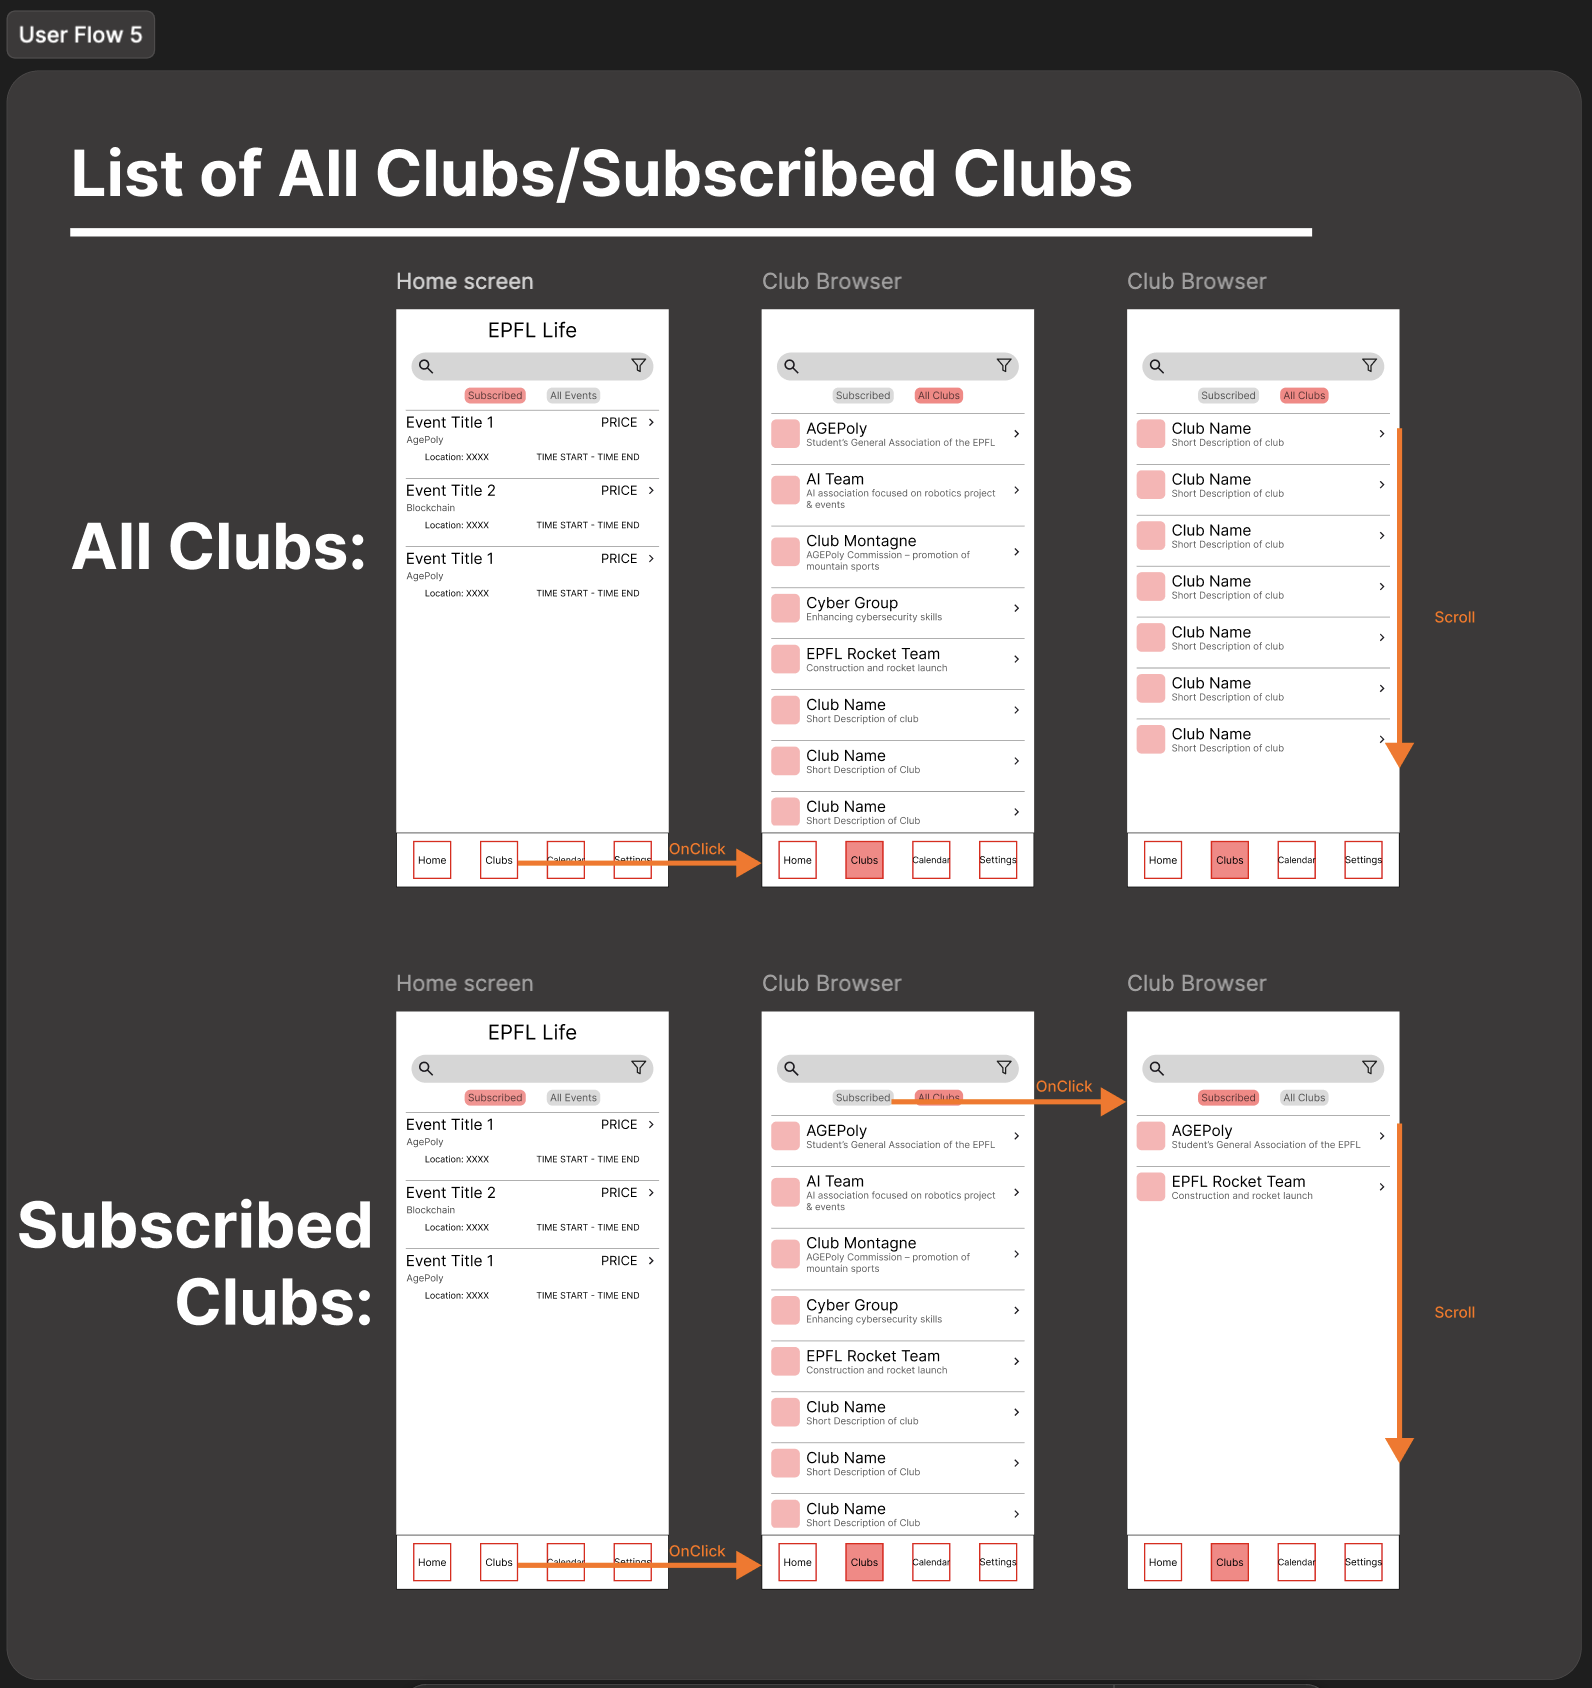 User Flow 5
List of All Clubs/Subscribed Clubs
All Clubs:
Home screen
EPFL Life
Subscribed
All Events
Event Title 1
PRICE
AgePoly
Location: XXXX
TIME START - TIME END
Event Title 2
PRICE
Blockchain
Location: XXXX
TIME START - TIME END
Event Title 1
PRICE
AgePoly
Location: XXXX
TIME START - TIME END
Home
Clubs
Calendar
Settings
OnClick
Club Browser
Subscribed
All Clubs
AGEPoly
Student's General Association of the EPFL
AI Team
AI association focused on robotics project
& events
Club Montagne
AGEPoly Commission – promotion of
mountain sports
Cyber Group
Enhancing cybersecurity skills
EPFL Rocket Team
Construction and rocket launch
Club Name
Short Description of club
Club Name
Short Description of Club
Club Name
Short Description of Club
Home
Clubs
Calendar
Settings
Club Browser
Subscribed
All Clubs
Club Name
Short Description of club
Club Name
Short Description of club
Club Name
Short Description of club
Club Name
Short Description of club
Club Name
Short Description of club
Club Name
Short Description of club
Club Name
Short Description of club
Home
Clubs
Calendar
Settings
Scroll
Subscribed
Clubs:
Home screen
EPFL Life
Subscribed
All Events
Event Title 1
PRICE
AgePoly
Location: XXXX
TIME START - TIME END
Event Title 2
PRICE
Blockchain
Location: XXXX
TIME START - TIME END
Event Title 1
PRICE
AgePoly
Location: XXXX
TIME START - TIME END
Home
Clubs
Calendar
Settings
OnClick
Club Browser
Subscribed
All Clubs
OnClick
AGEPoly
Student's General Association of the EPFL
AI Team
AI association focused on robotics project
& events
Club Montagne
AGEPoly Commission – promotion of
mountain sports
Cyber Group
Enhancing cybersecurity skills
EPFL Rocket Team
Construction and rocket launch
Club Name
Short Description of club
Club Name
Short Description of Club
Club Name
Short Description of Club
Home
Clubs
Calendar
Settings
Club Browser
Subscribed
All Clubs
AGEPoly
Student's General Association of the EPFL
EPFL Rocket Team
Construction and rocket launch
Home
Clubs
Calendar
Settings
Scroll